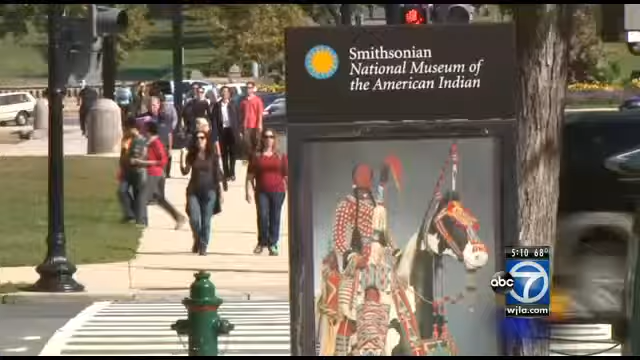 Smithsonian
National Museum of
the American Indian
5:10 68°
abc 7
wjla.com